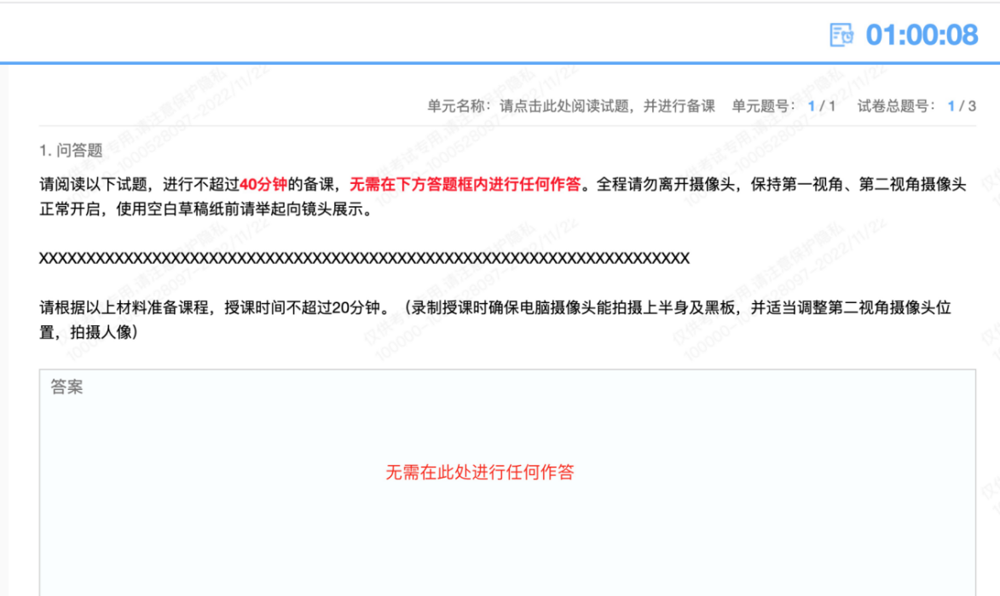 01:00:08
单元名称：请点击此处阅读试题，并进行备课 单元题号：1 / 1 试卷总题号：1 / 3
1. 问答题
请阅读以下试题，进行不超过40分钟的备课，无需在下方答题框内进行任何作答。全程请勿离开摄像头，保持第一视角、第二视角摄像头
正常开启，使用空白草稿纸前请举起向镜头展示。
XXXXXXXXXXXXXXXXXXXXXXXXXXXXXXXXXXXXXXXXXXXXXXXXXXXXXXXXXXXXXXXXXXXXX
请根据以上材料准备课程，授课时间不超过20分钟。（录制授课时确保电脑摄像头能拍摄上半身及黑板，并适当调整第二视角摄像头位
置，拍摄人像）
答案
无需在此处进行任何作答